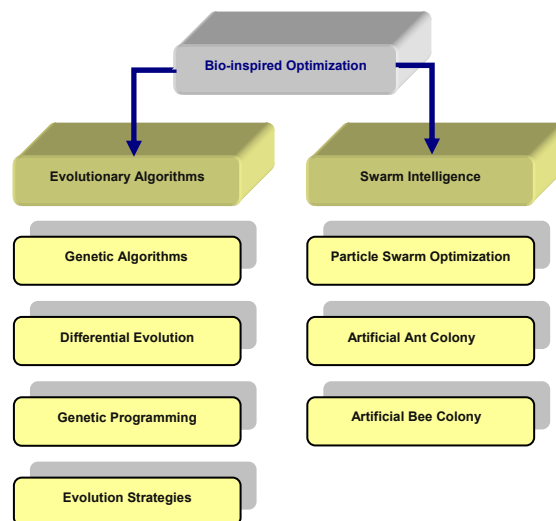 Bio-inspired Optimization
Evolutionary Algorithms
Swarm Intelligence
Genetic Algorithms
Particle Swarm Optimization
Differential Evolution
Artificial Ant Colony
Genetic Programming
Artificial Bee Colony
Evolution Strategies